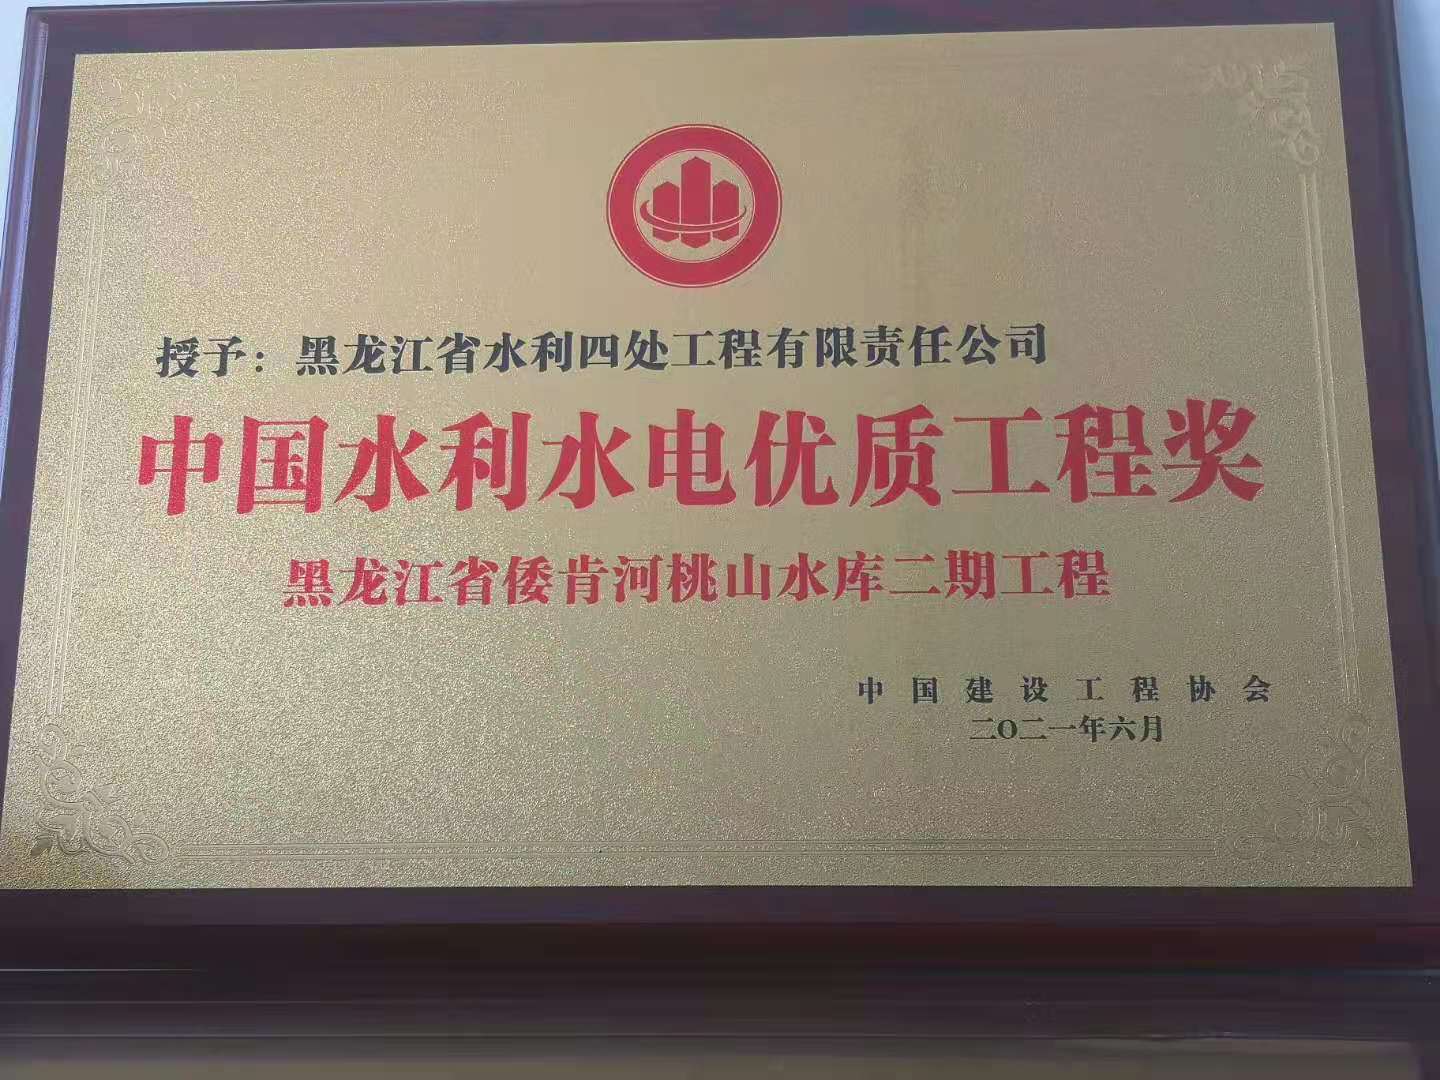 授予：黑龙江省水利四处工程有限责任公司
中国水利水电优质工程奖
黑龙江省倭肯河桃山水库二期工程
中国建设工程协会
二〇二一年六月